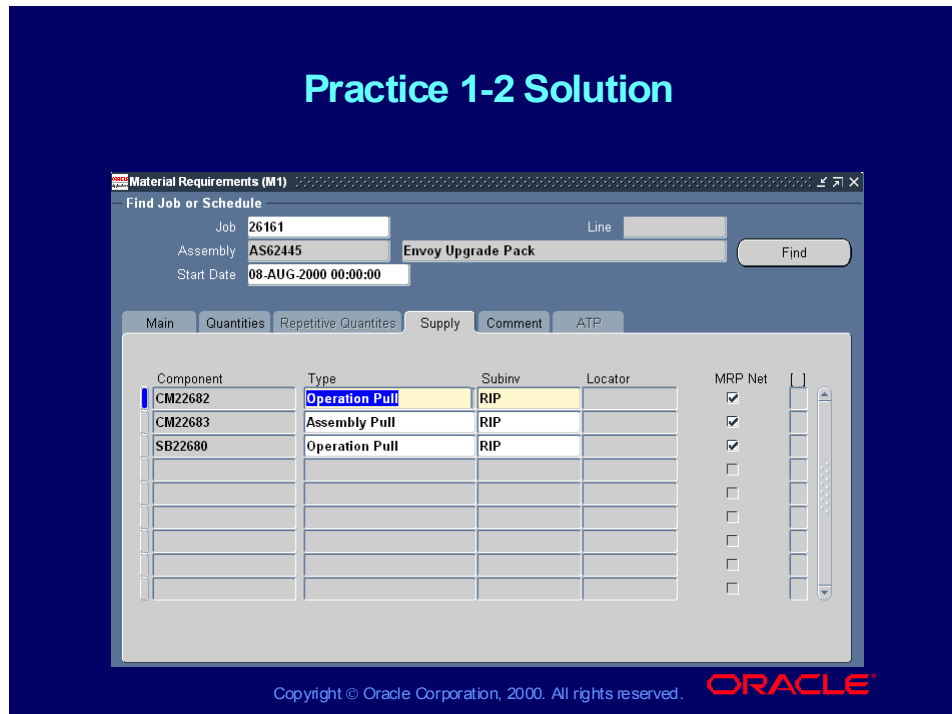 Practice 1-2 Solution
Material Requirements (M1)
Find Job or Schedule
Job 26161 Line
Assembly AS62445 Envoy Upgrade Pack Find
Start Date 08-AUG-2000 00:00:00
Main Quantities Repetitive Quantites Supply Comment ATP
Component Type Subinv Locator MRP Net [ ]
CM22682 Operation Pull RIP
CM22683 Assembly Pull RIP
SB22680 Operation Pull RIP
Copyright © Oracle Corporation, 2000. All rights reserved. ORACLE